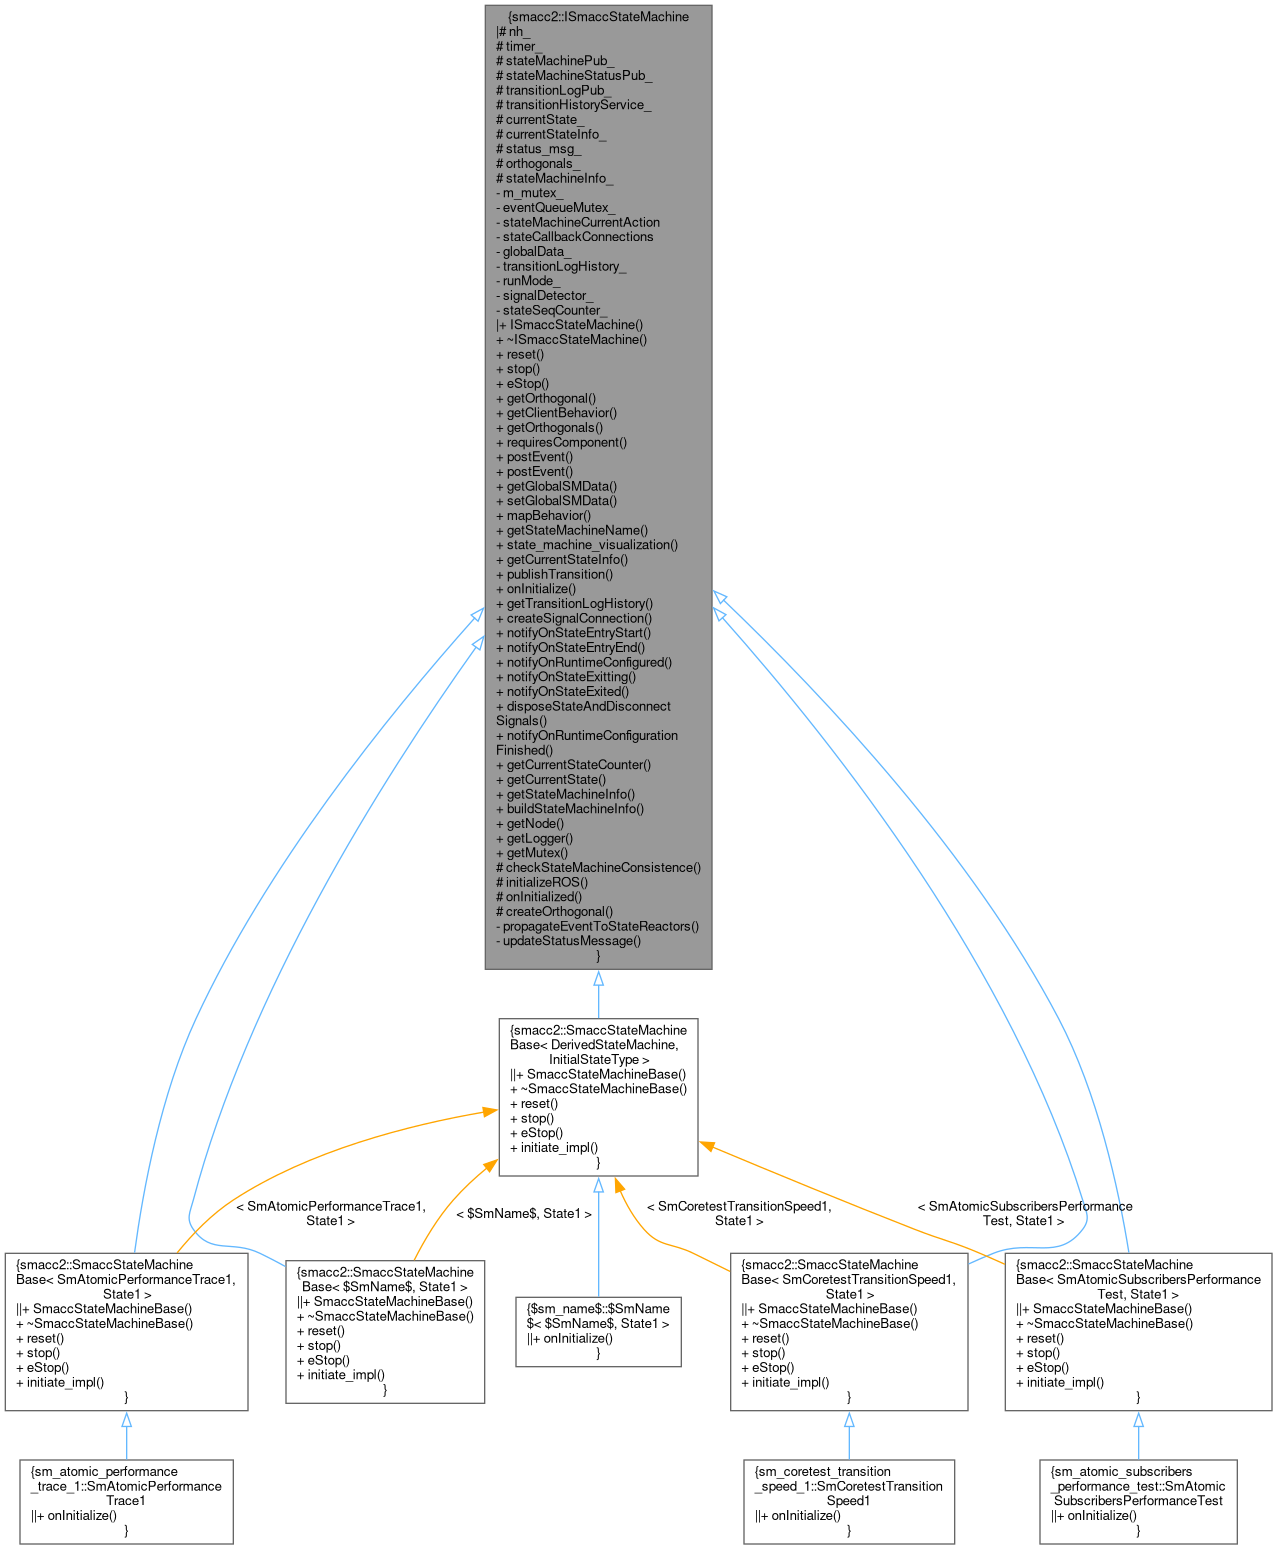 {smacc2::ISmaccStateMachine
|# nh_
# timer_
# stateMachinePub_
# stateMachineStatusPub_
# transitionLogPub_
# transitionHistoryService_
# currentState_
# currentStateInfo_
# status_msg_
# orthogonals_
# stateMachineInfo_
- m_mutex_
- eventQueueMutex_
- stateMachineCurrentAction
- stateCallbackConnections
- globalData_
- transitionLogHistory_
- runMode_
- signalDetector_
- stateSeqCounter_
|+ ISmaccStateMachine()
+ ~ISmaccStateMachine()
+ reset()
+ stop()
+ eStop()
+ getOrthogonal()
+ getClientBehavior()
+ getOrthogonals()
+ requiresComponent()
+ postEvent()
+ postEvent()
+ getGlobalSMData()
+ setGlobalSMData()
+ mapBehavior()
+ getStateMachineName()
+ state_machine_visualization()
+ getCurrentStateInfo()
+ publishTransition()
+ onInitialize()
+ getTransitionLogHistory()
+ createSignalConnection()
+ notifyOnStateEntryStart()
+ notifyOnStateEntryEnd()
+ notifyOnRuntimeConfigured()
+ notifyOnStateExitting()
+ notifyOnStateExited()
+ disposeStateAndDisconnect
Signals()
+ notifyOnRuntimeConfiguration
Finished()
+ getCurrentStateCounter()
+ getCurrentState()
+ getStateMachineInfo()
+ buildStateMachineInfo()
+ getNode()
+ getLogger()
+ getMutex()
# checkStateMachineConsistence()
# initializeROS()
# onInitialized()
# createOrthogonal()
- propagateEventToStateReactors()
- updateStatusMessage()
}
{smacc2::SmaccStateMachine
Base< DerivedStateMachine,
InitialStateType >
||+ SmaccStateMachineBase()
+ ~SmaccStateMachineBase()
+ reset()
+ stop()
+ eStop()
+ initiate_impl()
}
< SmAtomicPerformanceTrace1,
State1 >
< $SmName$, State1 >
< SmCoretestTransitionSpeed1,
State1 >
< SmAtomicSubscribersPerformance
Test, State1 >
{smacc2::SmaccStateMachine
Base< SmAtomicPerformanceTrace1,
State1 >
||+ SmaccStateMachineBase()
+ ~SmaccStateMachineBase()
+ reset()
+ stop()
+ eStop()
+ initiate_impl()
}
{smacc2::SmaccStateMachine
Base< $SmName$, State1 >
||+ SmaccStateMachineBase()
+ ~SmaccStateMachineBase()
+ reset()
+ stop()
+ eStop()
+ initiate_impl()
}
{$sm_name$::$SmName
$< $SmName$, State1 >
||+ onInitialize()
}
{smacc2::SmaccStateMachine
Base< SmCoretestTransitionSpeed1,
State1 >
||+ SmaccStateMachineBase()
+ ~SmaccStateMachineBase()
+ reset()
+ stop()
+ eStop()
+ initiate_impl()
}
{smacc2::SmaccStateMachine
Base< SmAtomicSubscribersPerformance
Test, State1 >
||+ SmaccStateMachineBase()
+ ~SmaccStateMachineBase()
+ reset()
+ stop()
+ eStop()
+ initiate_impl()
}
{sm_atomic_performance
_trace_1::SmAtomicPerformance
Trace1
||+ onInitialize()
}
{sm_coretest_transition
_speed_1::SmCoretestTransition
Speed1
||+ onInitialize()
}
{sm_atomic_subscribers
_performance_test::SmAtomic
SubscribersPerformanceTest
||+ onInitialize()
}